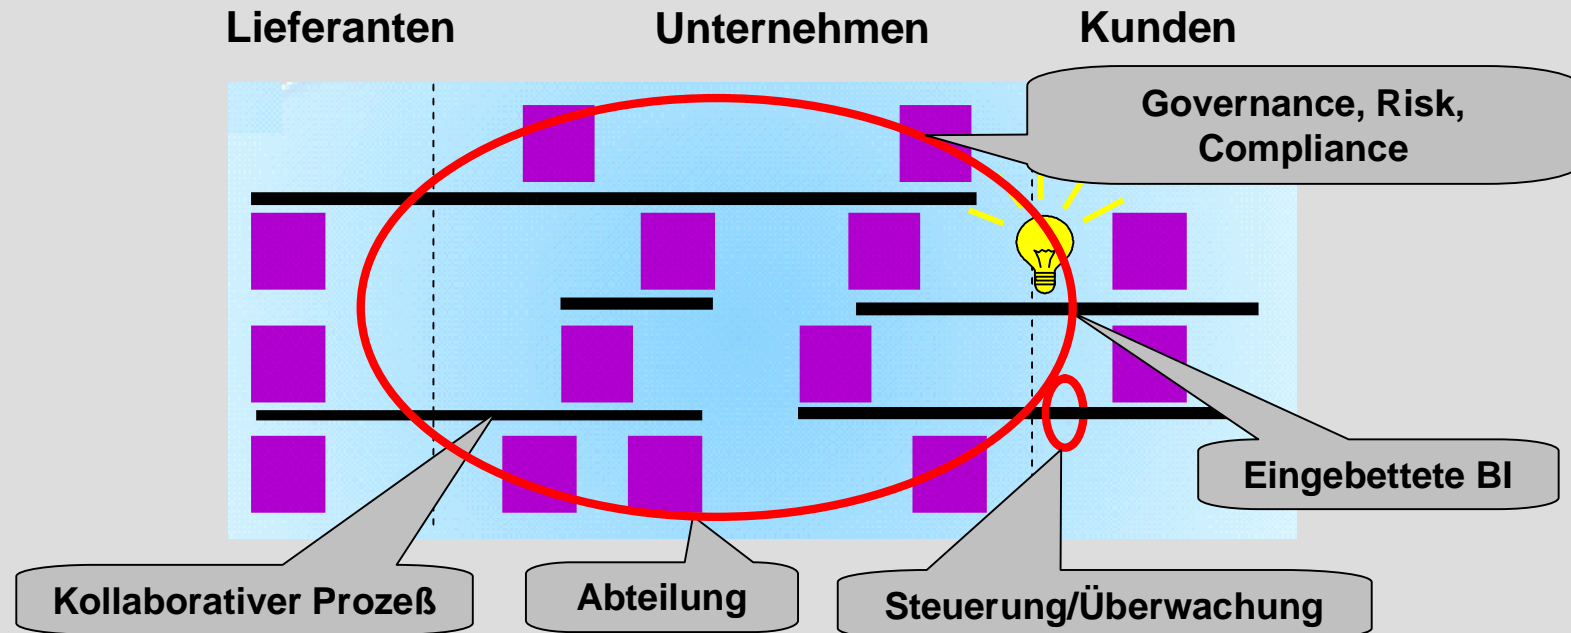 Lieferanten
Unternehmen
Kunden
Governance, Risk,
Compliance
Eingebettete BI
Kollaborativer Prozeß
Abteilung
Steuerung/Überwachung